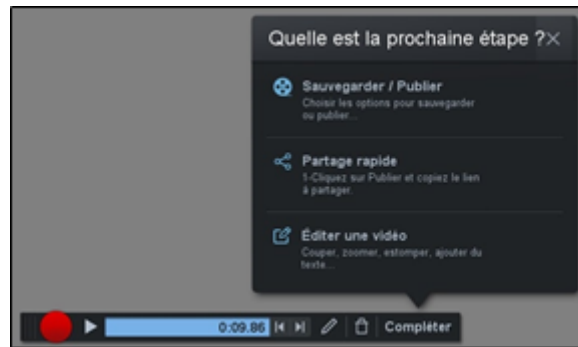 Quelle est la prochaine étape ?
Sauvegarder / Publier
Choisir les options pour sauvegarder
ou publier...
Partage rapide
1-Cliquez sur Publier et copiez le lien
à partager.
Éditer une vidéo
Couper, zoomer, estomper, ajouter du
texte...
0:09.86
Compléter